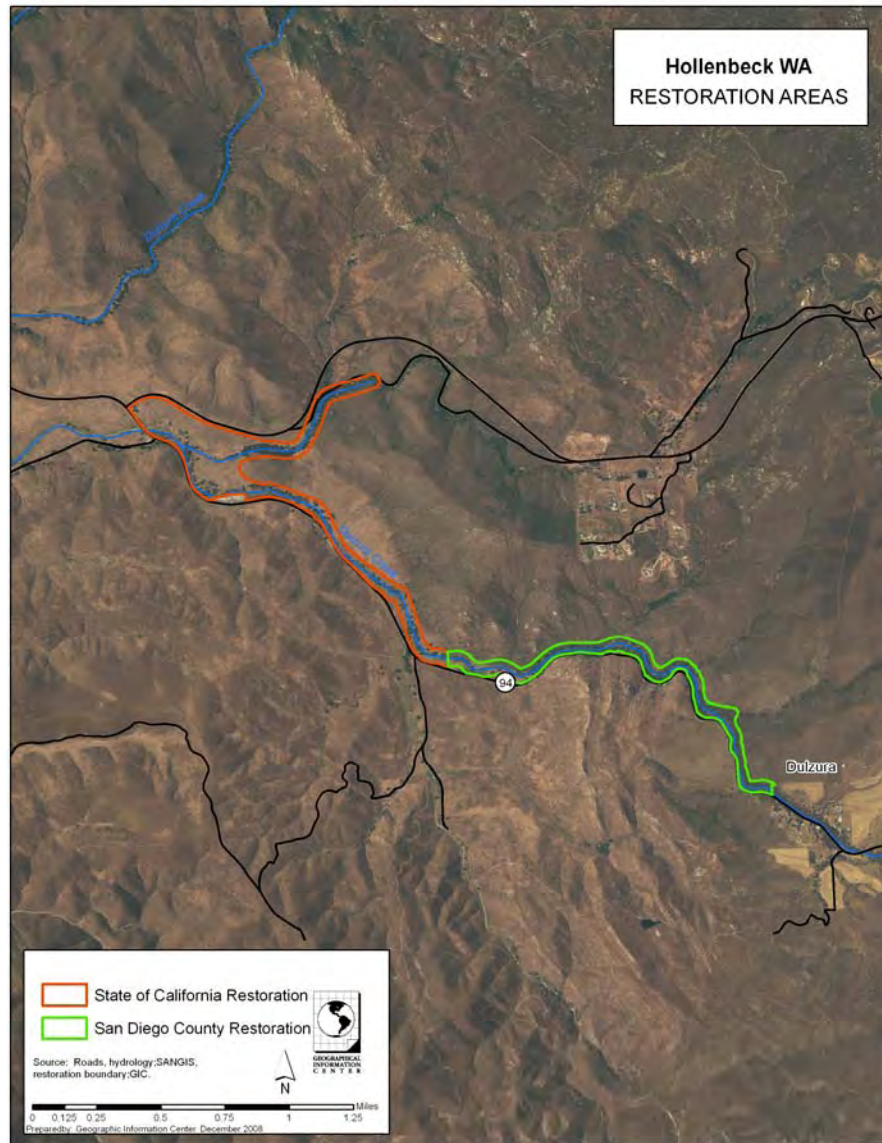 Hollenbeck WA
RESTORATION AREAS
94
Dulzura
State of California Restoration
San Diego County Restoration
GEOGRAPHICAL
INFORMATION
CENTER
Source: Roads, hydrology;SANGIS,
restoration boundary;GIC.
N
Miles
0 0.125 0.25 0.5 0.75 1 1.25
Preparedby: Geographic Information Center December 2008